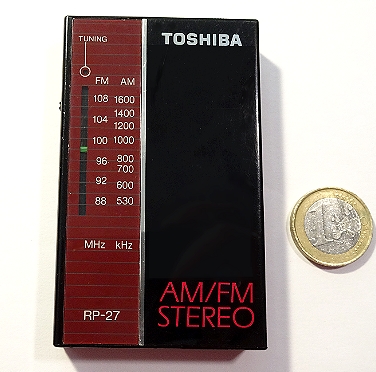 TUNING
TOSHIBA
FM AM
108 1600
1400
104 1200
100 1000
96 800
700
92 600
88 530
MHz kHz
RP-27
AM/FM
STEREO
1